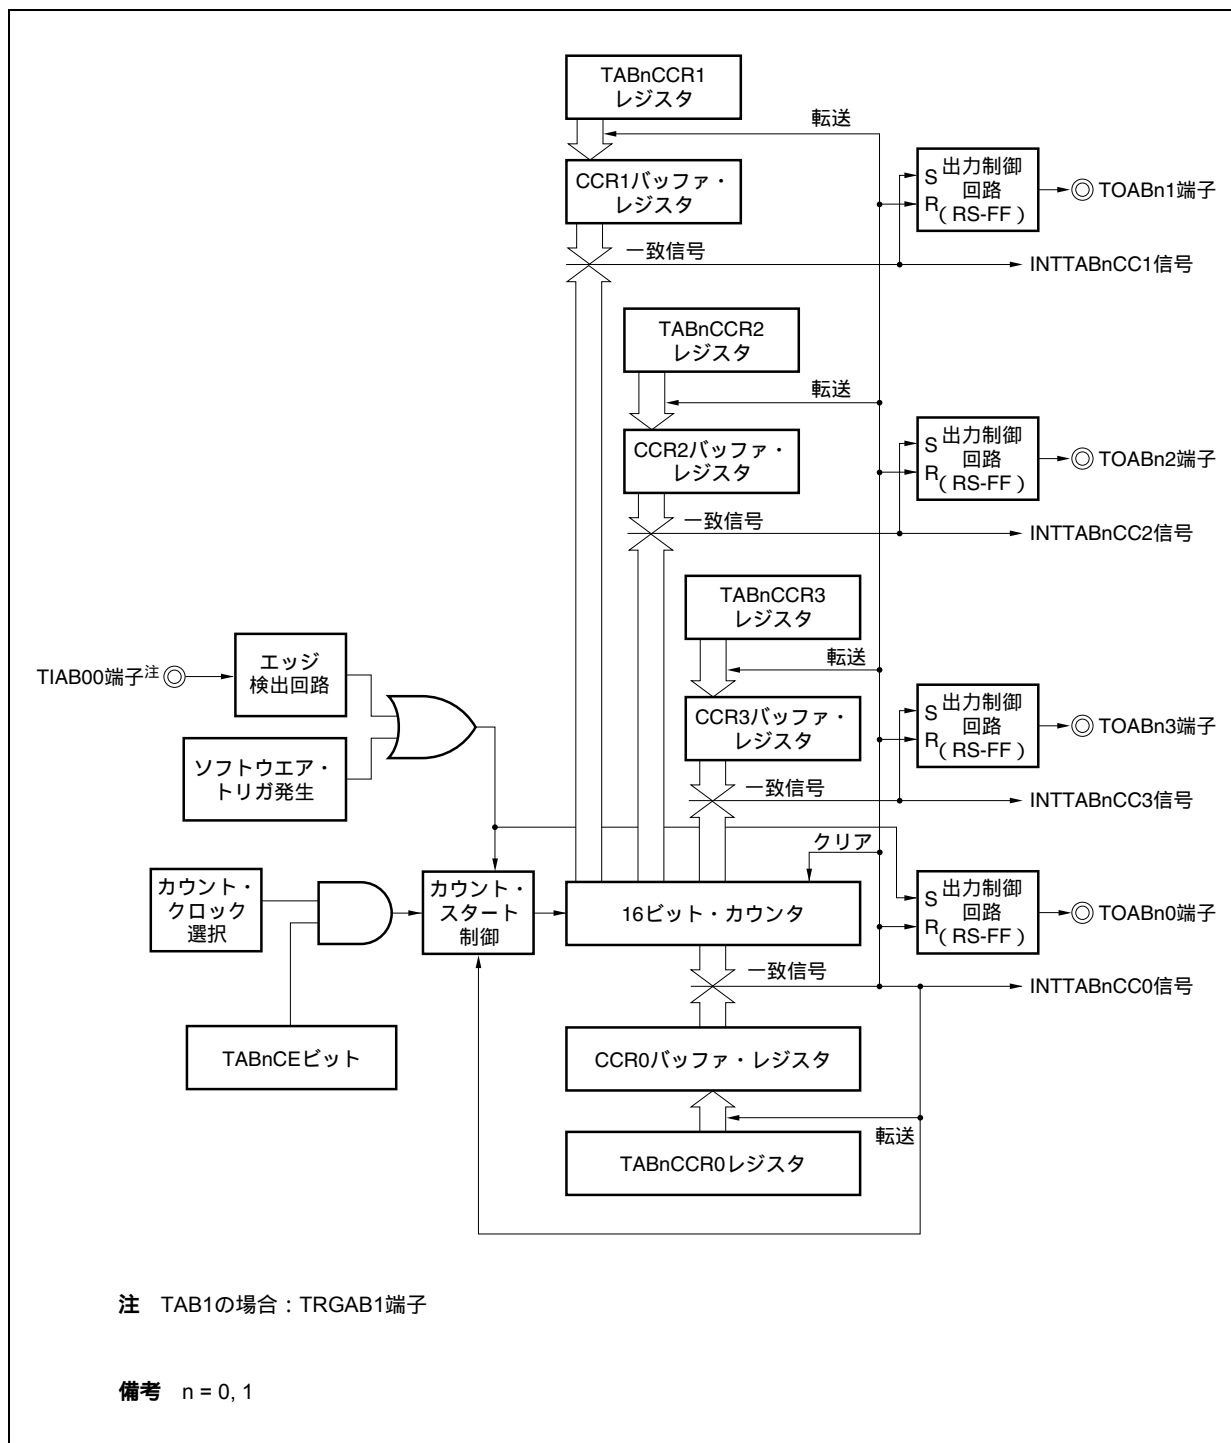 TABnCCR1
レジスタ
転送
CCR1バッファ・
レジスタ
S
R
出力制御
回路
( RS-FF )
TOABn1端子
一致信号
INTTABnCC1信号
TABnCCR2
レジスタ
転送
CCR2バッファ・
レジスタ
S
R
出力制御
回路
( RS-FF )
TOABn2端子
一致信号
INTTABnCC2信号
TABnCCR3
レジスタ
転送
TIAB00端子注
エッジ
検出回路
CCR3バッファ・
レジスタ
S
R
出力制御
回路
( RS-FF )
TOABn3端子
ソフトウエア・
トリガ発生
一致信号
INTTABnCC3信号
クリア
カウント・
クロック
選択
カウント・
スタート
制御
16ビット・カウンタ
S
R
出力制御
回路
( RS-FF )
TOABn0端子
一致信号
INTTABnCC0信号
TABnCEビット
CCR0バッファ・レジスタ
転送
TABnCCR0レジスタ
注 TAB1の場合：TRGAB1端子
備考 n = 0, 1